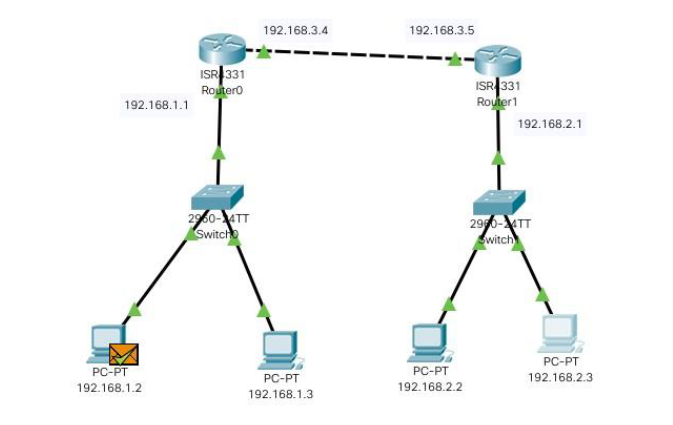 192.168.3.4
192.168.3.5
ISR4331
Router0
ISR4331
Router1
192.168.1.1
192.168.2.1
2960-24TT
Switch0
2960-24TT
Switch1
PC-PT
192.168.1.2
PC-PT
192.168.1.3
PC-PT
192.168.2.2
PC-PT
192.168.2.3